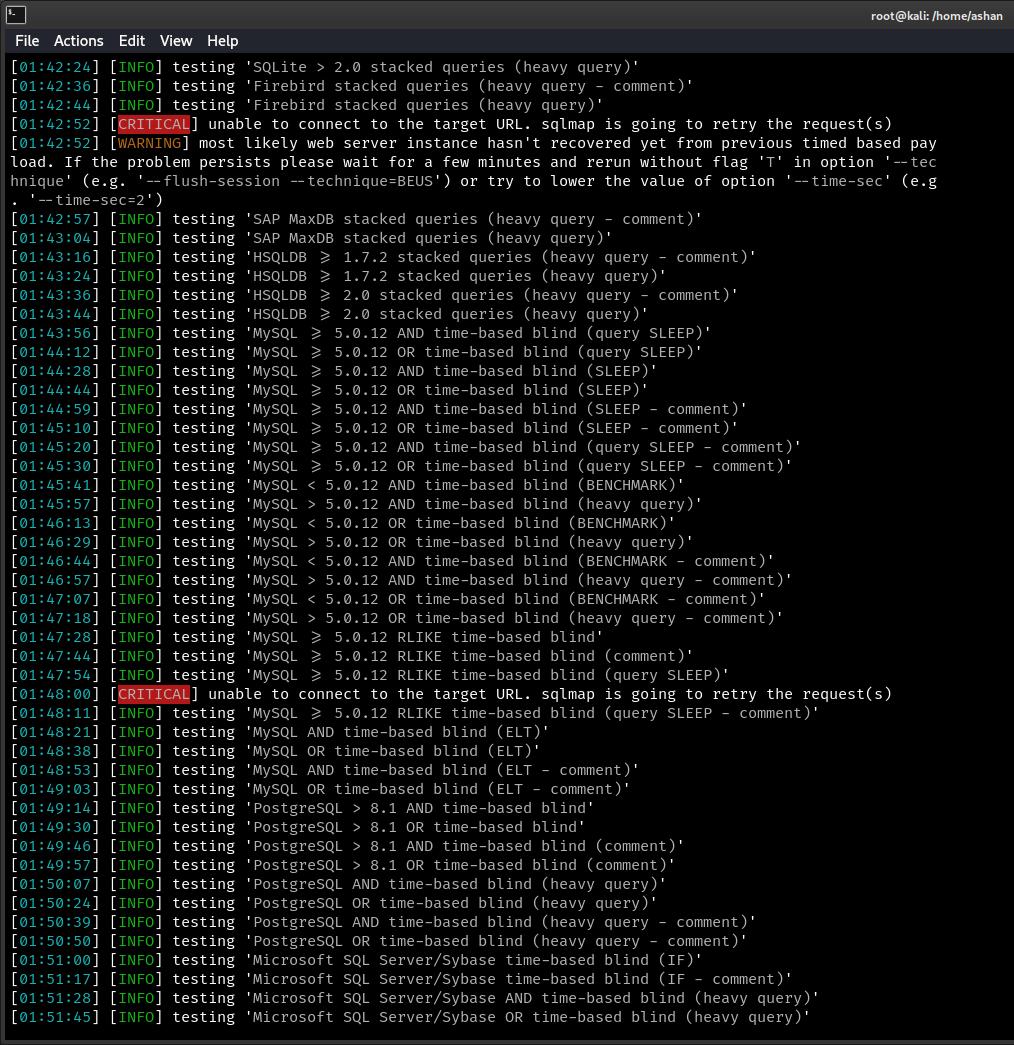 root@kali: /home/ashan
File Actions Edit View Help
[01:42:24] [INFO] testing 'SQLite > 2.0 stacked queries (heavy query)'
[01:42:36] [INFO] testing 'Firebird stacked queries (heavy query - comment)'
[01:42:44] [INFO] testing 'Firebird stacked queries (heavy query)'
[01:42:52] [CRITICAL] unable to connect to the target URL. sqlmap is going to retry the request(s)
[01:42:52] [WARNING] most likely web server instance hasn't recovered yet from previous timed based pay
load. If the problem persists please wait for a few minutes and rerun without flag 'T' in option '--tec
hnique' (e.g. '--flush-session --technique=BEUS') or try to lower the value of option '--time-sec' (e.g
. '--time-sec=2')
[01:42:57] [INFO] testing 'SAP MaxDB stacked queries (heavy query - comment)'
[01:43:04] [INFO] testing 'SAP MaxDB stacked queries (heavy query)'
[01:43:16] [INFO] testing 'HSQLDB ≥ 1.7.2 stacked queries (heavy query - comment)'
[01:43:24] [INFO] testing 'HSQLDB ≥ 1.7.2 stacked queries (heavy query)'
[01:43:36] [INFO] testing 'HSQLDB ≥ 2.0 stacked queries (heavy query - comment)'
[01:43:44] [INFO] testing 'HSQLDB ≥ 2.0 stacked queries (heavy query)'
[01:43:56] [INFO] testing 'MySQL ≥ 5.0.12 AND time-based blind (query SLEEP)'
[01:44:12] [INFO] testing 'MySQL ≥ 5.0.12 OR time-based blind (query SLEEP)'
[01:44:28] [INFO] testing 'MySQL ≥ 5.0.12 AND time-based blind (SLEEP)'
[01:44:44] [INFO] testing 'MySQL ≥ 5.0.12 OR time-based blind (SLEEP)'
[01:44:59] [INFO] testing 'MySQL ≥ 5.0.12 AND time-based blind (SLEEP - comment)'
[01:45:10] [INFO] testing 'MySQL ≥ 5.0.12 OR time-based blind (SLEEP - comment)'
[01:45:20] [INFO] testing 'MySQL ≥ 5.0.12 AND time-based blind (query SLEEP - comment)'
[01:45:30] [INFO] testing 'MySQL ≥ 5.0.12 OR time-based blind (query SLEEP - comment)'
[01:45:41] [INFO] testing 'MySQL < 5.0.12 AND time-based blind (BENCHMARK)'
[01:45:57] [INFO] testing 'MySQL > 5.0.12 AND time-based blind (heavy query)'
[01:46:13] [INFO] testing 'MySQL < 5.0.12 OR time-based blind (BENCHMARK)'
[01:46:29] [INFO] testing 'MySQL > 5.0.12 OR time-based blind (heavy query)'
[01:46:44] [INFO] testing 'MySQL < 5.0.12 AND time-based blind (BENCHMARK - comment)'
[01:46:57] [INFO] testing 'MySQL > 5.0.12 AND time-based blind (heavy query - comment)'
[01:47:07] [INFO] testing 'MySQL < 5.0.12 OR time-based blind (BENCHMARK - comment)'
[01:47:18] [INFO] testing 'MySQL > 5.0.12 OR time-based blind (heavy query - comment)'
[01:47:28] [INFO] testing 'MySQL ≥ 5.0.12 RLIKE time-based blind'
[01:47:44] [INFO] testing 'MySQL ≥ 5.0.12 RLIKE time-based blind (comment)'
[01:47:54] [INFO] testing 'MySQL ≥ 5.0.12 RLIKE time-based blind (query SLEEP)'
[01:48:00] [CRITICAL] unable to connect to the target URL. sqlmap is going to retry the request(s)
[01:48:11] [INFO] testing 'MySQL ≥ 5.0.12 RLIKE time-based blind (query SLEEP - comment)'
[01:48:21] [INFO] testing 'MySQL AND time-based blind (ELT)'
[01:48:38] [INFO] testing 'MySQL OR time-based blind (ELT)'
[01:48:53] [INFO] testing 'MySQL AND time-based blind (ELT - comment)'
[01:49:03] [INFO] testing 'MySQL OR time-based blind (ELT - comment)'
[01:49:14] [INFO] testing 'PostgreSQL > 8.1 AND time-based blind'
[01:49:30] [INFO] testing 'PostgreSQL > 8.1 OR time-based blind'
[01:49:46] [INFO] testing 'PostgreSQL > 8.1 AND time-based blind (comment)'
[01:49:57] [INFO] testing 'PostgreSQL > 8.1 OR time-based blind (comment)'
[01:50:07] [INFO] testing 'PostgreSQL AND time-based blind (heavy query)'
[01:50:24] [INFO] testing 'PostgreSQL OR time-based blind (heavy query)'
[01:50:39] [INFO] testing 'PostgreSQL AND time-based blind (heavy query - comment)'
[01:50:50] [INFO] testing 'PostgreSQL OR time-based blind (heavy query - comment)'
[01:51:00] [INFO] testing 'Microsoft SQL Server/Sybase time-based blind (IF)'
[01:51:17] [INFO] testing 'Microsoft SQL Server/Sybase time-based blind (IF - comment)'
[01:51:28] [INFO] testing 'Microsoft SQL Server/Sybase AND time-based blind (heavy query)'
[01:51:45] [INFO] testing 'Microsoft SQL Server/Sybase OR time-based blind (heavy query)'